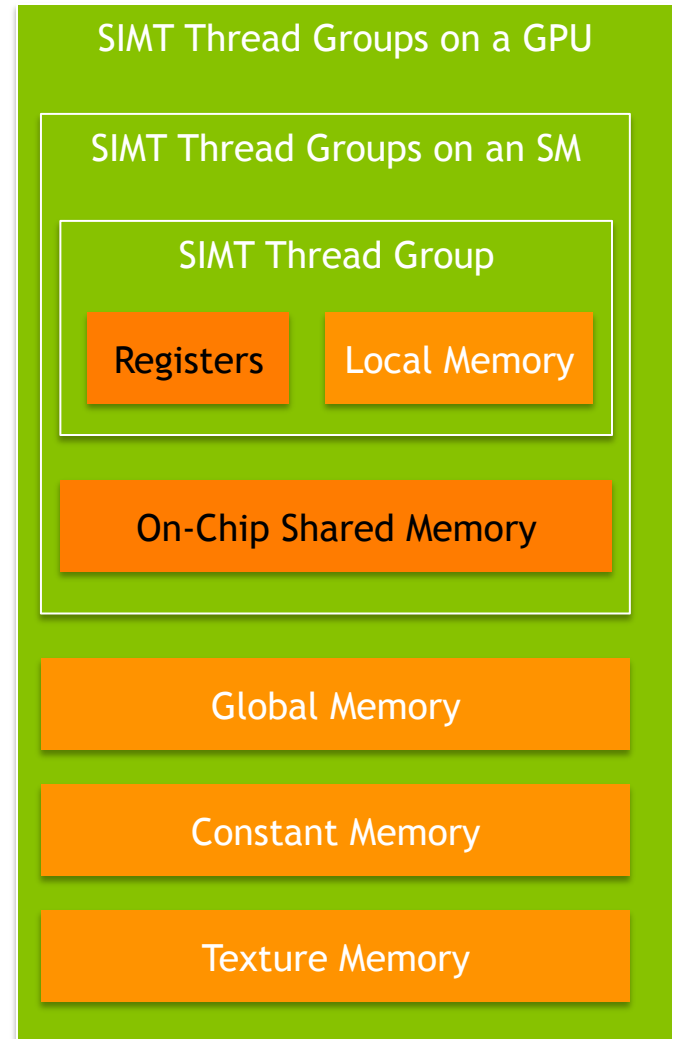 SIMT Thread Groups on a GPU
SIMT Thread Groups on an SM
SIMT Thread Group
Registers
Local Memory
On-Chip Shared Memory
Global Memory
Constant Memory
Texture Memory